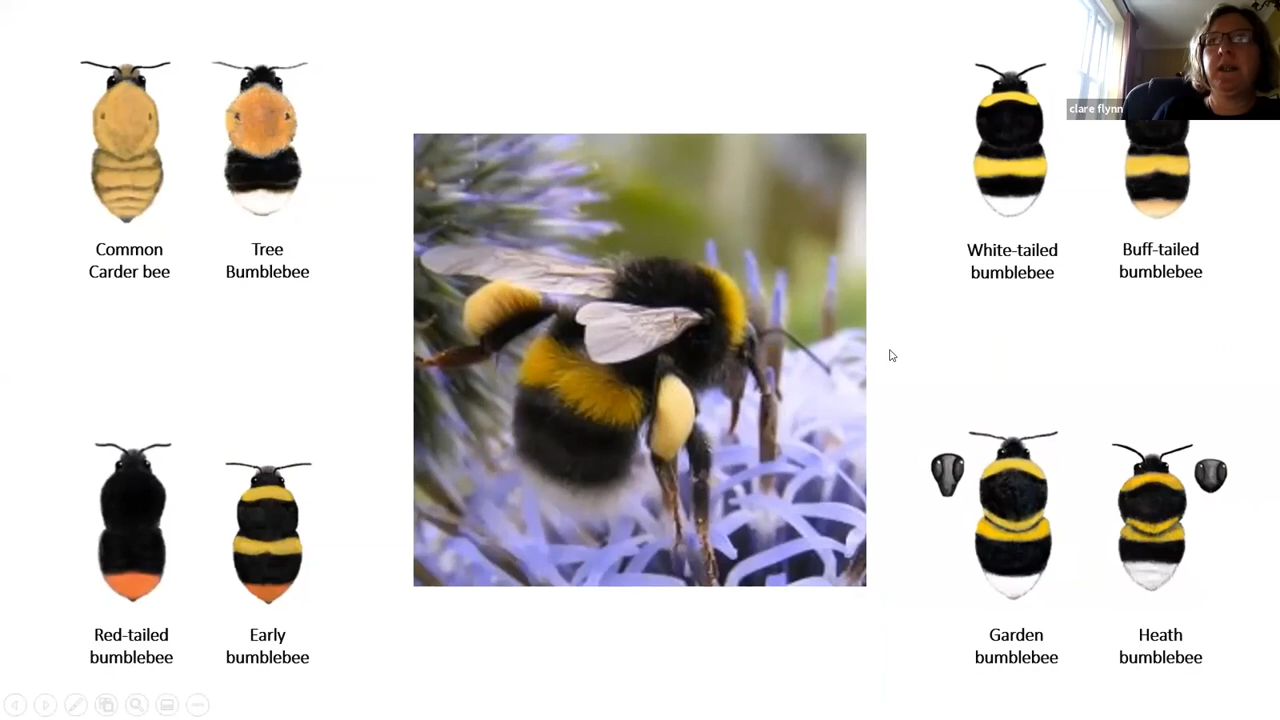 clare flynn
Common
Carder bee
Tree
Bumblebee
White-tailed
bumblebee
Buff-tailed
bumblebee
Red-tailed
bumblebee
Early
bumblebee
Garden
bumblebee
Heath
bumblebee